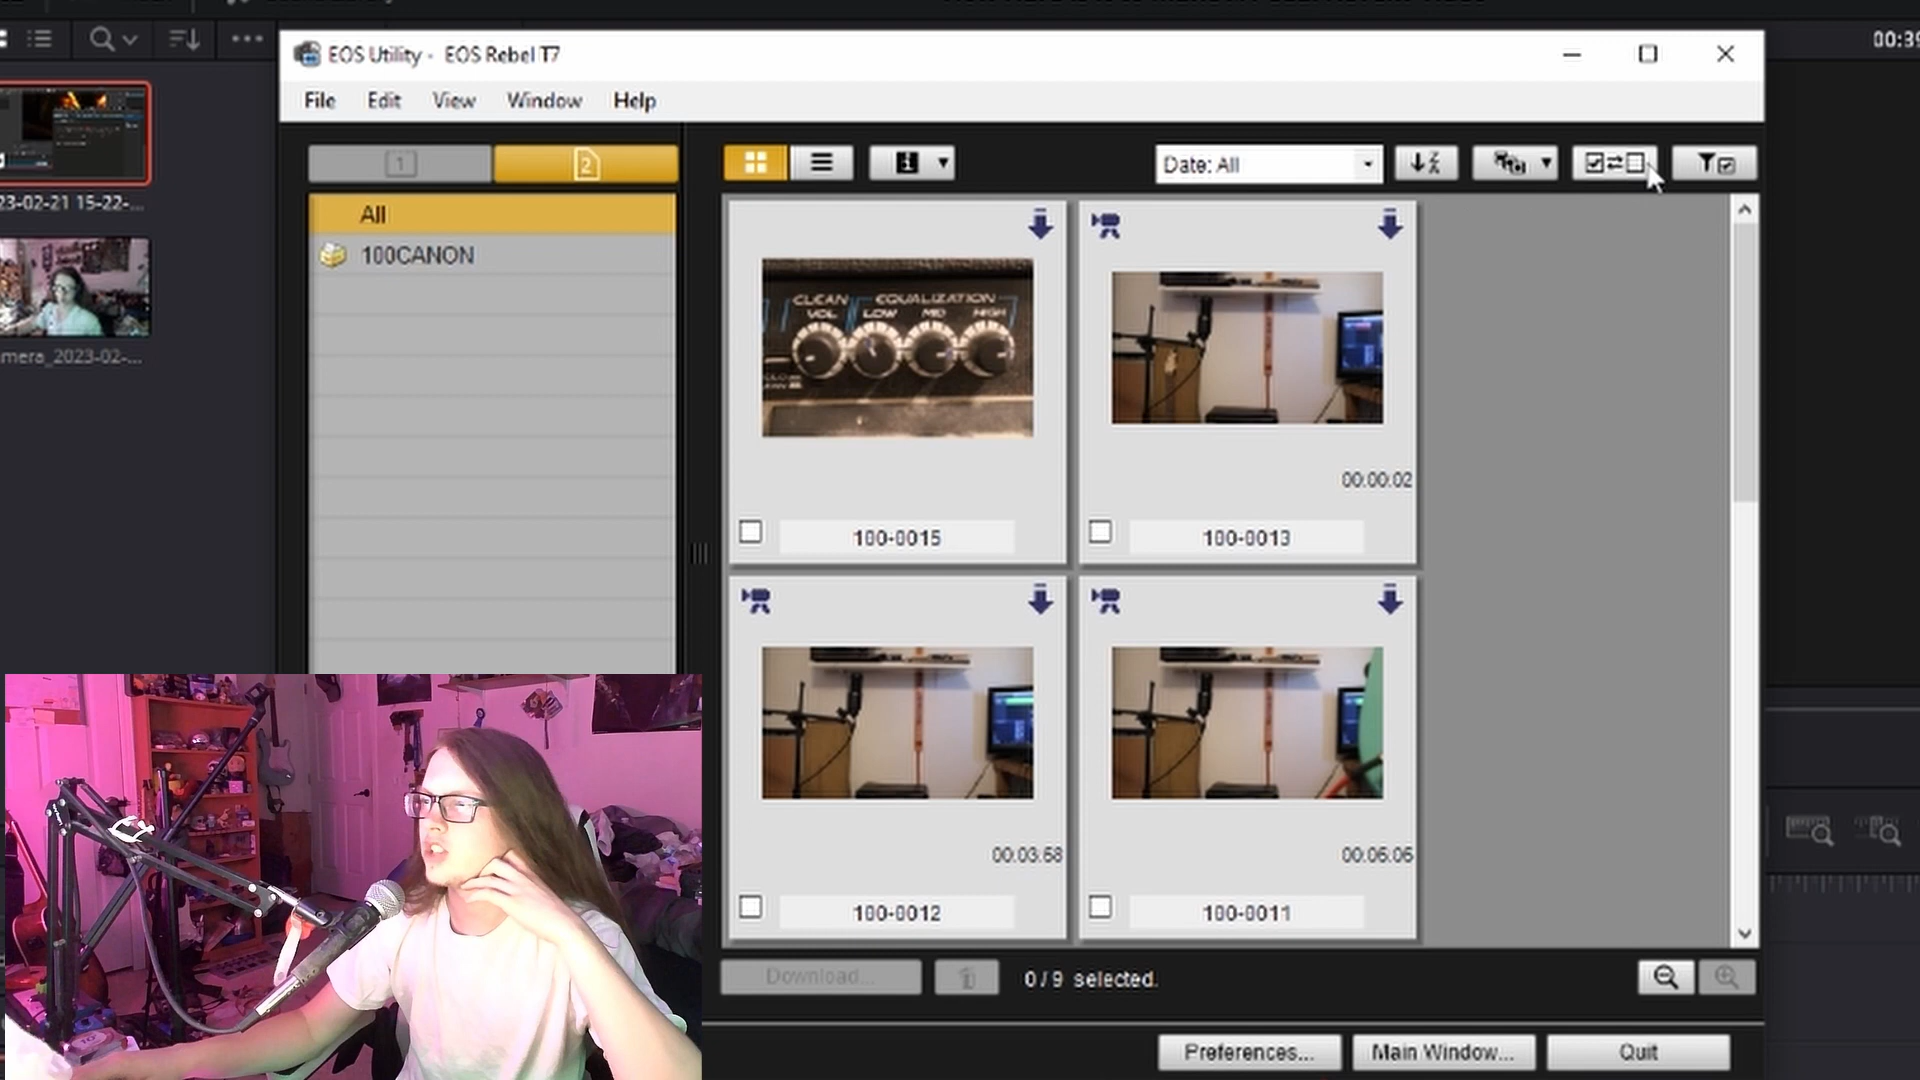 00:39
EOS Utility - EOS Rebel T7
File Edit View Window Help
1 2
Date: All
All
100CANON
23-02-21 15-22-...
mera_2023-02-...
CLEAN EQUALIZATION
VOL LOW MID HIGH
00:00:02
100-0015
100-0013
00:03:58
00:06:06
100-0012
100-0011
Download...
0 / 9 selected.
Preferences... Main Window... Quit